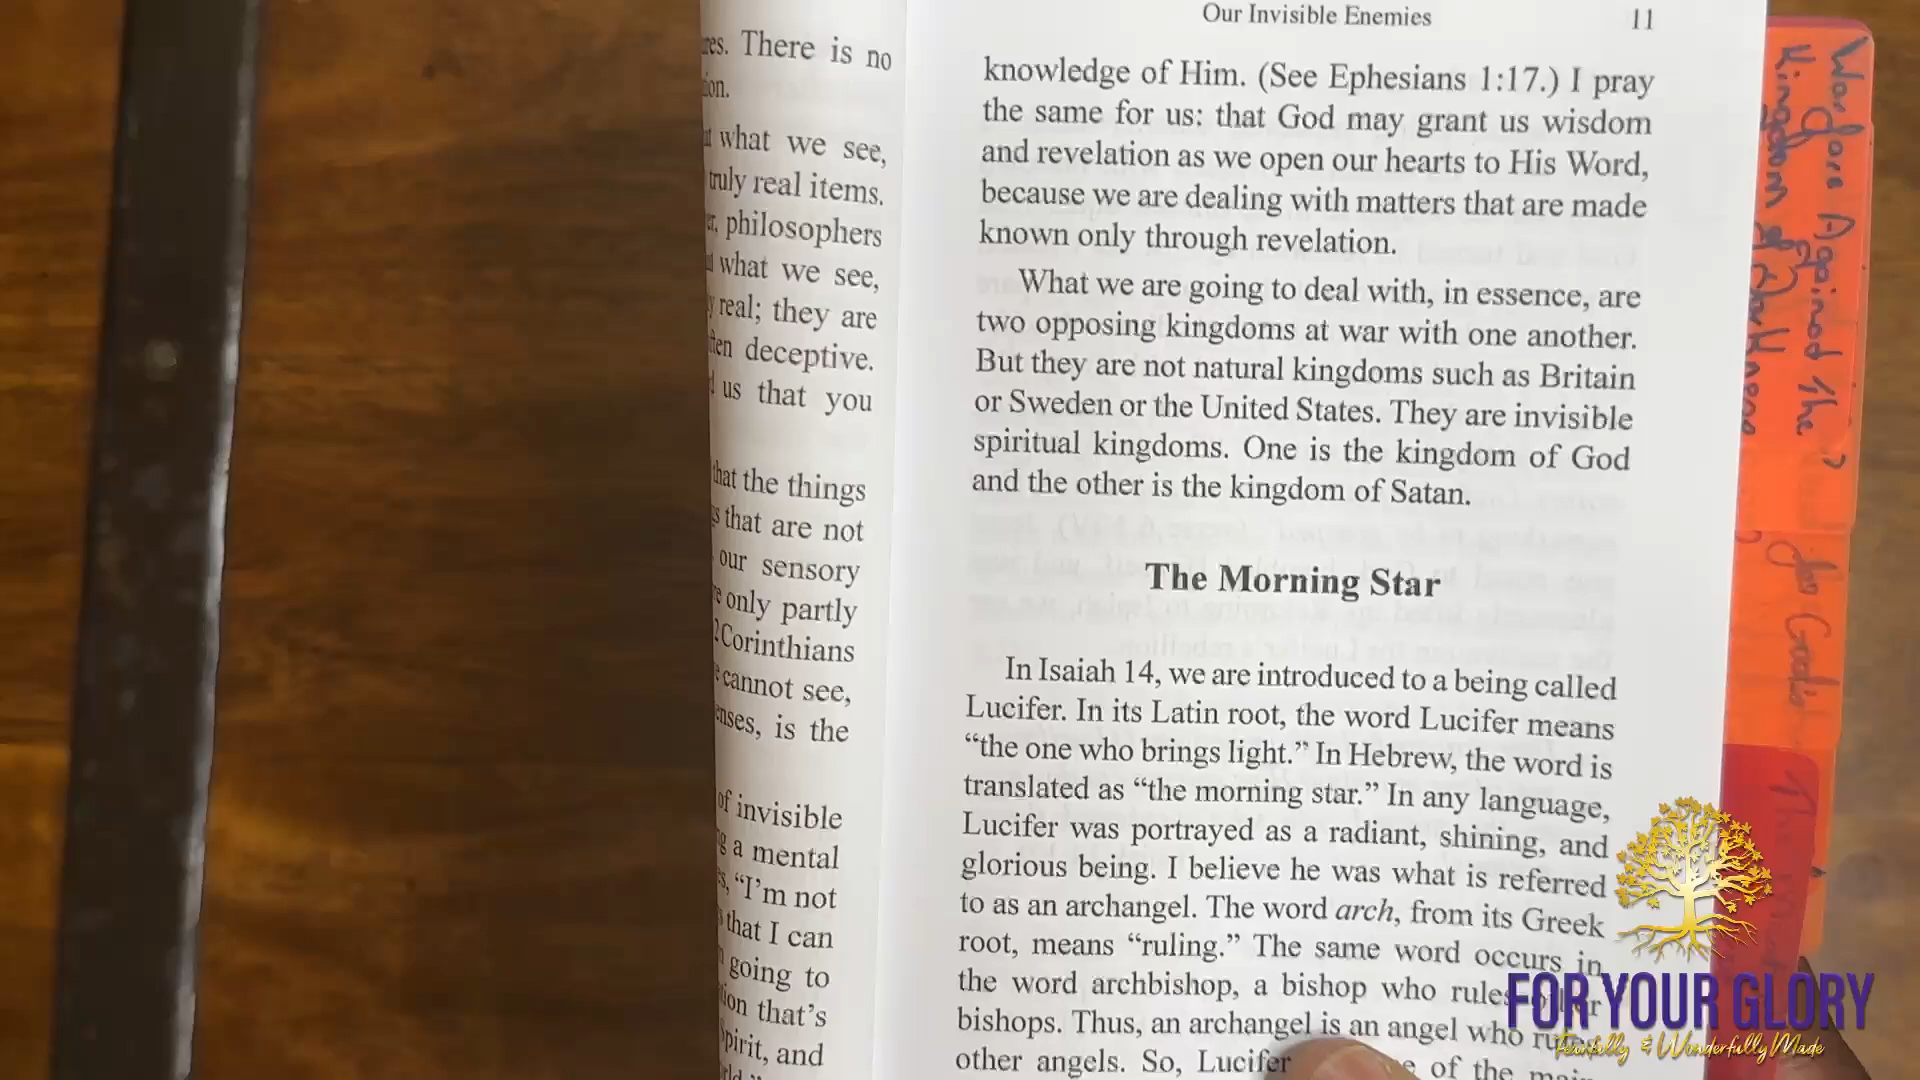 es. There is no
ion.
what we see,
truly real items.
philosophers
what we see,
real; they are
deceptive.
us that you
that the things
that are not
our sensory
only partly
2 Corinthians
cannot see,
enses, is the
of invisible
a mental
“I’m not
that I can
going to
that’s
Spirit, and
Our Invisible Enemies 11
knowledge of Him. (See Ephesians 1:17.) I pray
the same for us: that God may grant us wisdom
and revelation as we open our hearts to His Word,
because we are dealing with matters that are made
known only through revelation.
What we are going to deal with, in essence, are
two opposing kingdoms at war with one another.
But they are not natural kingdoms such as Britain
or Sweden or the United States. They are invisible
spiritual kingdoms. One is the kingdom of God
and the other is the kingdom of Satan.
The Morning Star
In Isaiah 14, we are introduced to a being called
Lucifer. In its Latin root, the word Lucifer means
“the one who brings light.” In Hebrew, the word is
translated as “the morning star.” In any language,
Lucifer was portrayed as a radiant, shining, and
glorious being. I believe he was what is referred
to as an archangel. The word arch, from its Greek
root, means “ruling.” The same word occurs in
the word archbishop, a bishop who rules
bishops. Thus, an archangel is an angel who
other angels. So, Lucifer of the
Kingdom of Darkness
FOR YOUR GLORY
Fearfully & Wonderfully Made